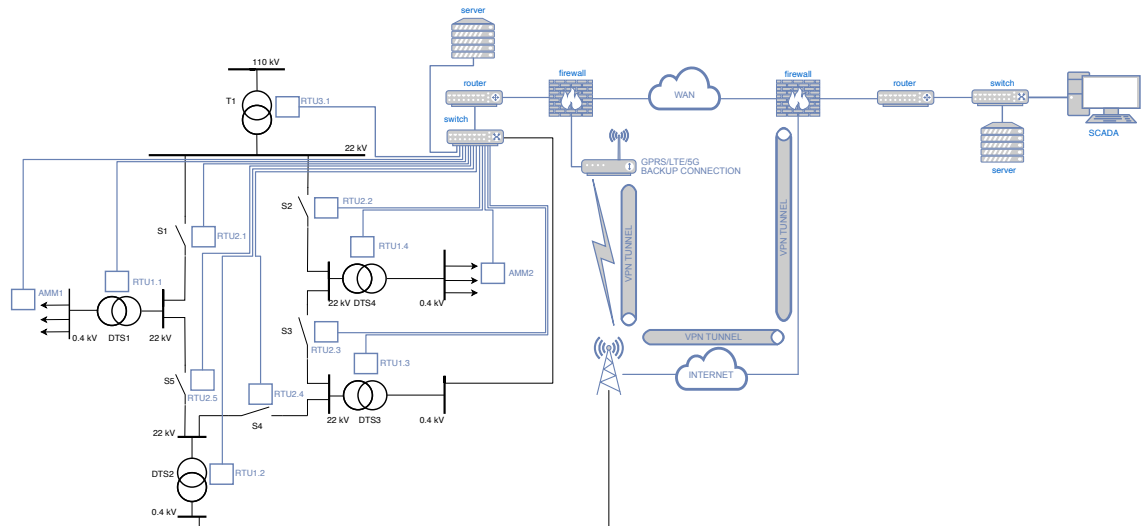 server
110 kV
T1
RTU3.1
router
switch
firewall
WAN
firewall
router
switch
SCADA
server
GPRS/LTE/5G
BACKUP CONNECTION
22 kV
S1
RTU2.1
S2
RTU2.2
RTU1.4
AMM1
RTU1.1
0.4 kV
DTS1
22 kV
22 kV
DTS4
0.4 kV
AMM2
VPN TUNNEL
VPN TUNNEL
VPN TUNNEL
INTERNET
S3
RTU2.3
RTU1.3
S5
RTU2.5
RTU2.4
S4
22 kV
DTS3
0.4 kV
22 kV
DTS2
RTU1.2
0.4 kV